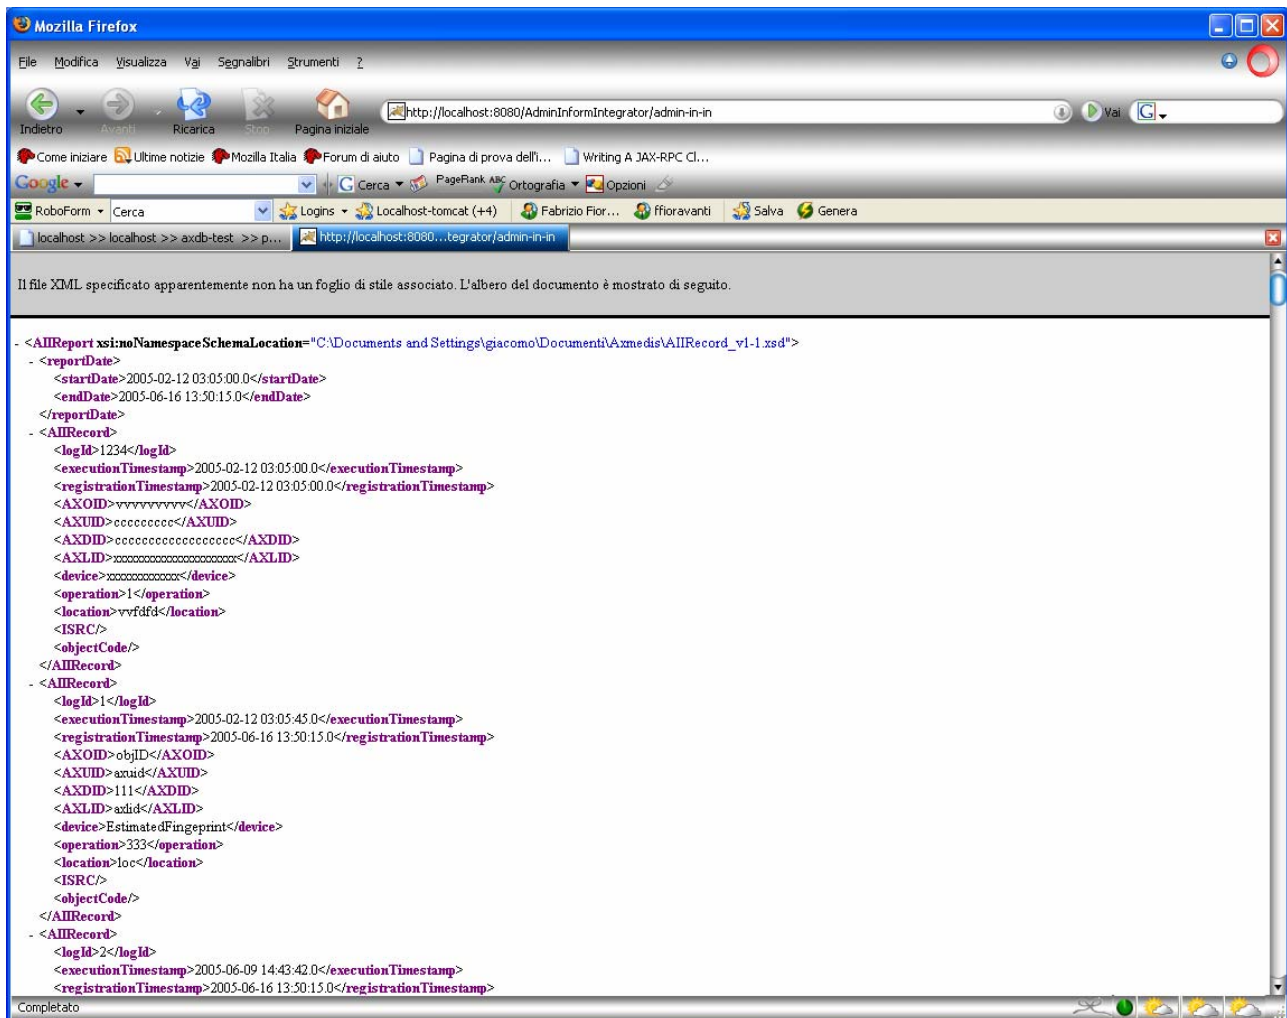 Mozilla Firefox
File Modifica Visualizza Vai Segnalibri Strumenti ?
http://localhost:8080/AdminInformIntegrator/admin-in-in Vai
Indietro Avanti Ricarica Stop Pagina iniziale
Come iniziare Ultime notizie Mozilla Italia Forum di aiuto Pagina di prova dell'i... Writing A JAX-RPC Cl...
Google Cerca PageRank ABC Ortografia Opzioni
RoboForm Cerca Logins Localhost-tomcat (+4) Fabrizio Fior... ffioravanti Salva Genera
localhost >> localhost >> axdb-test >> p... http://localhost:8080...tegrator/admin-in-in
Il file XML specificato apparentemente non ha un foglio di stile associato. L'albero del documento è mostrato di seguito.
- <AIIReport xsi:noNamespaceSchemaLocation="C:\Documents and Settings\giacomo\Documenti\Axmedis\AIIRecord_v1-1.xsd">
- <reportDate>
<startDate>2005-02-12 03:05:00.0</startDate>
<endDate>2005-06-16 13:50:15.0</endDate>
</reportDate>
- <AIIRecord>
<logId>1234</logId>
<executionTimestamp>2005-02-12 03:05:00.0</executionTimestamp>
<registrationTimestamp>2005-02-12 03:05:00.0</registrationTimestamp>
<AXOID>vvvvvvvvv</AXOID>
<AXUID>ccccccccc</AXUID>
<AXDID>cccccccccccccccccc</AXDID>
<AXLID></AXLID>
<device>xxxxxxxxxxxx</device>
<operation>1</operation>
<location>vvfdfd</location>
<ISRC/>
<objectCode/>
</AIIRecord>
- <AIIRecord>
<logId>1</logId>
<executionTimestamp>2005-02-12 03:05:45.0</executionTimestamp>
<registrationTimestamp>2005-06-16 13:50:15.0</registrationTimestamp>
<AXOID>objID</AXOID>
<AXUID>axuid</AXUID>
<AXDID>111</AXDID>
<AXLID>axlid</AXLID>
<device>EstimatedFingeprint</device>
<operation>333</operation>
<location>loc</location>
<ISRC/>
<objectCode/>
</AIIRecord>
- <AIIRecord>
<logId>2</logId>
<executionTimestamp>2005-06-09 14:43:42.0</executionTimestamp>
<registrationTimestamp>2005-06-16 13:50:15.0</registrationTimestamp>
Completato